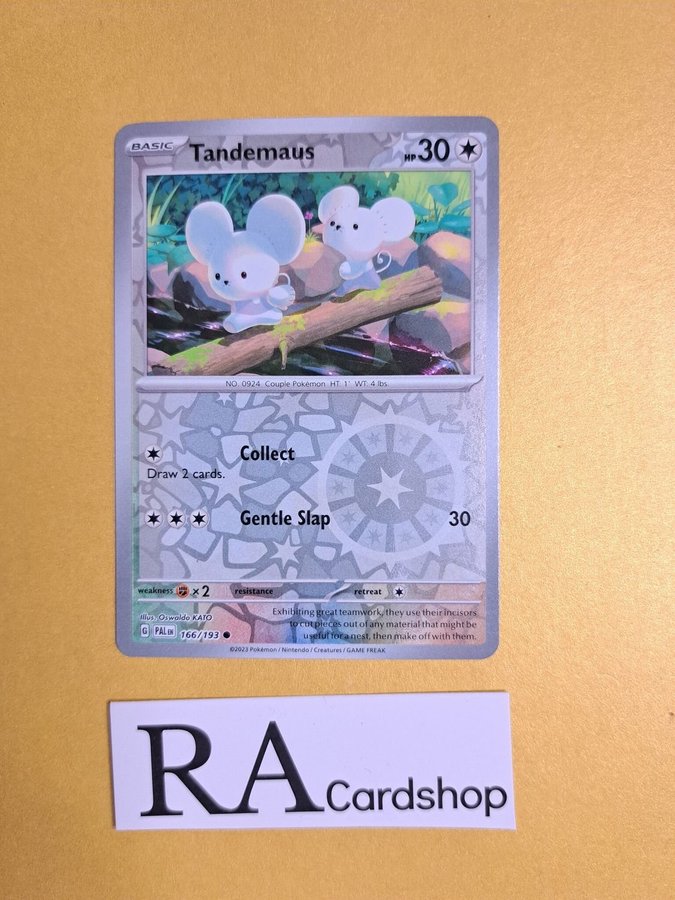 BASIC Tandemaus HP 30
NO. 0924 Couple Pokémon HT 1' WT 4 lbs.
Collect
Draw 2 cards.
Gentle Slap 30
weakness ×2 resistance retreat
Illus. Oswaldo KATO
G PAL EN 166/193
Exhibiting great teamwork, they use their incisors
to cut pieces out of any material that might be
useful for a nest, then make off with them.
©2023 Pokémon / Nintendo / Creatures / GAME FREAK
RA Cardshop